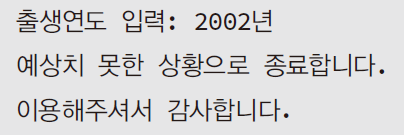 출생연도 입력: 2002년
예상치 못한 상황으로 종료합니다.
이용해주셔서 감사합니다.